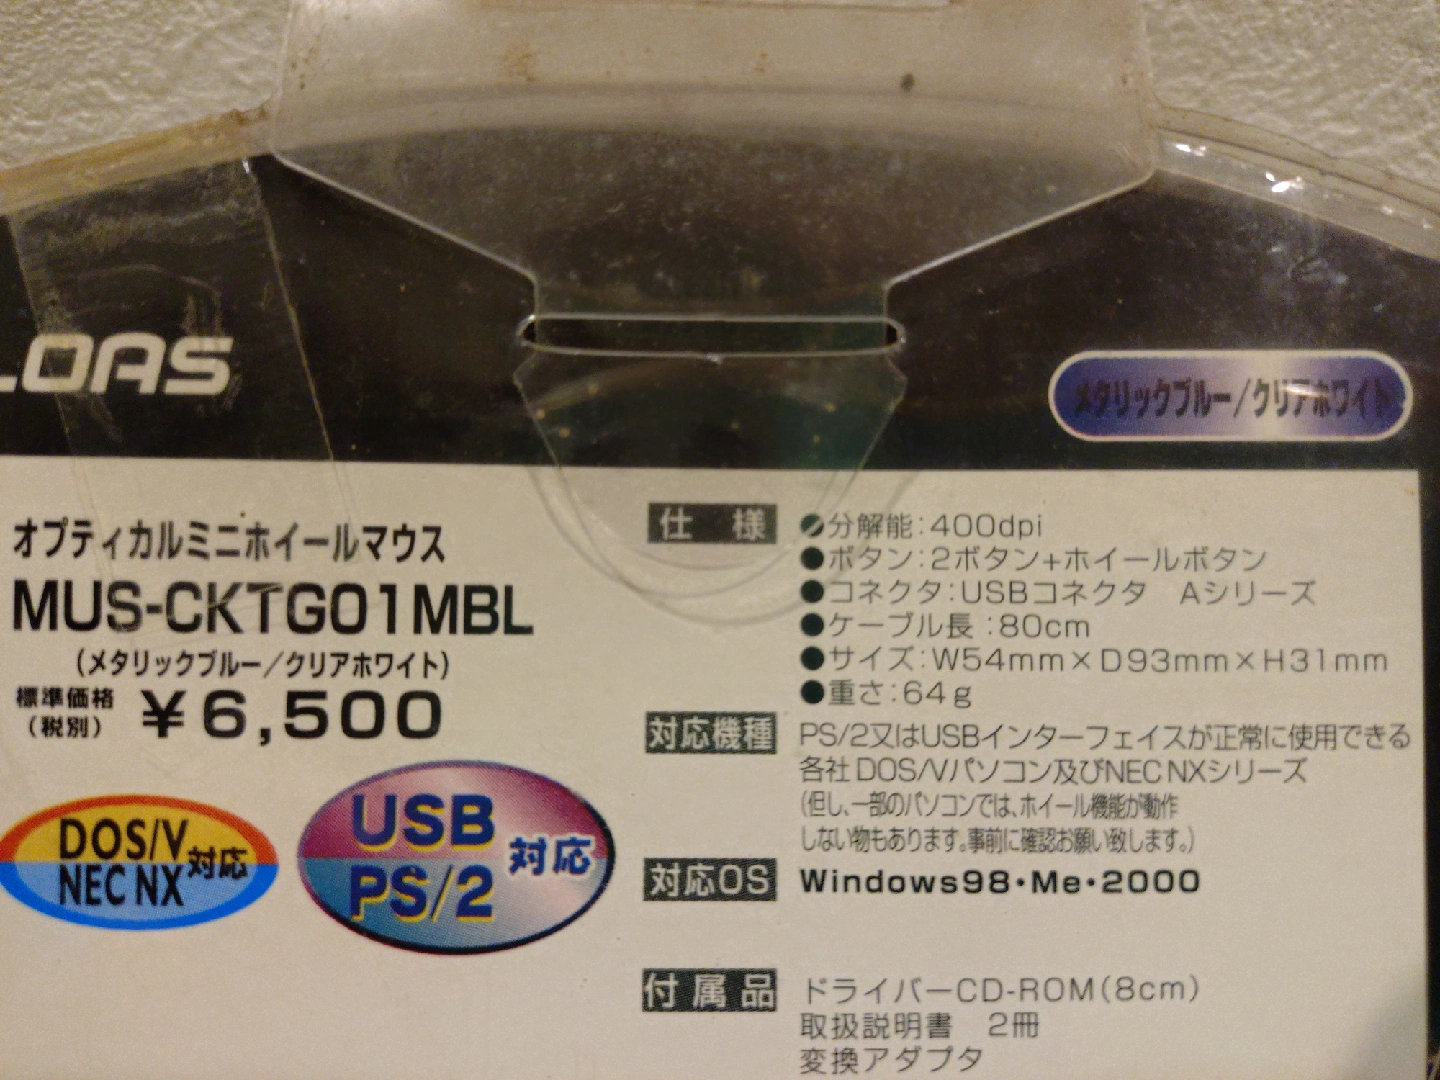 LOAS
メタリックブルー/クリアホワイト
オプティカルミニホイールマウス
MUS-CKTG01MBL
(メタリックブルー/クリアホワイト)
標準価格
(税別)
¥6,500
DOS/V
NEC NX
対応
USB
PS/2
対応
仕 様
●分解能:400dpi
●ボタン:2ボタン+ホイールボタン
●コネクタ:USBコネクタ Aシリーズ
●ケーブル長:80cm
●サイズ:W54mm×D93mm×H31mm
●重さ:64g
対応機種
PS/2又はUSBインターフェイスが正常に使用できる
各社DOS/Vパソコン及びNEC NXシリーズ
(但し、一部のパソコンでは、ホイール機能が動作
しない物もあります。事前に確認お願い致します。)
対応OS
Windows98・Me・2000
付属品
ドライバーCD-ROM(8cm)
取扱説明書 2冊
変換アダプタ